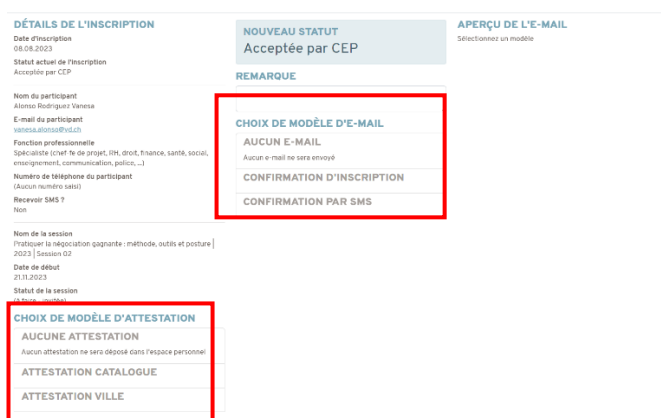 DÉTAILS DE L'INSCRIPTION
Date d'inscription
08.08.2023
Statut actuel de l'inscription
Acceptée par CEP
Nom du participant
Alonso Rodriguez Vanesa
E-mail du participant
vanesa.alonso@vd.ch
Fonction professionnelle
Spécialiste (chef·fe de projet, RH, droit, finance, santé, social,
enseignement, communication, police, ...)
Numéro de téléphone du participant
(Aucun numéro saisi)
Recevoir SMS ?
Non
Nom de la session
Pratiquer la négociation gagnante : méthode, outils et posture |
2023 | Session 02
Date de début
21.11.2023
Statut de la session
CHOIX DE MODÈLE D'ATTESTATION
AUCUNE ATTESTATION
Aucun attestation ne sera déposé dans l'espace personnel
ATTESTATION CATALOGUE
ATTESTATION VILLE
NOUVEAU STATUT
Acceptée par CEP
REMARQUE
CHOIX DE MODÈLE D'E-MAIL
AUCUN E-MAIL
Aucun e-mail ne sera envoyé
CONFIRMATION D'INSCRIPTION
CONFIRMATION PAR SMS
APERÇU DE L'E-MAIL
Sélectionnez un modèle